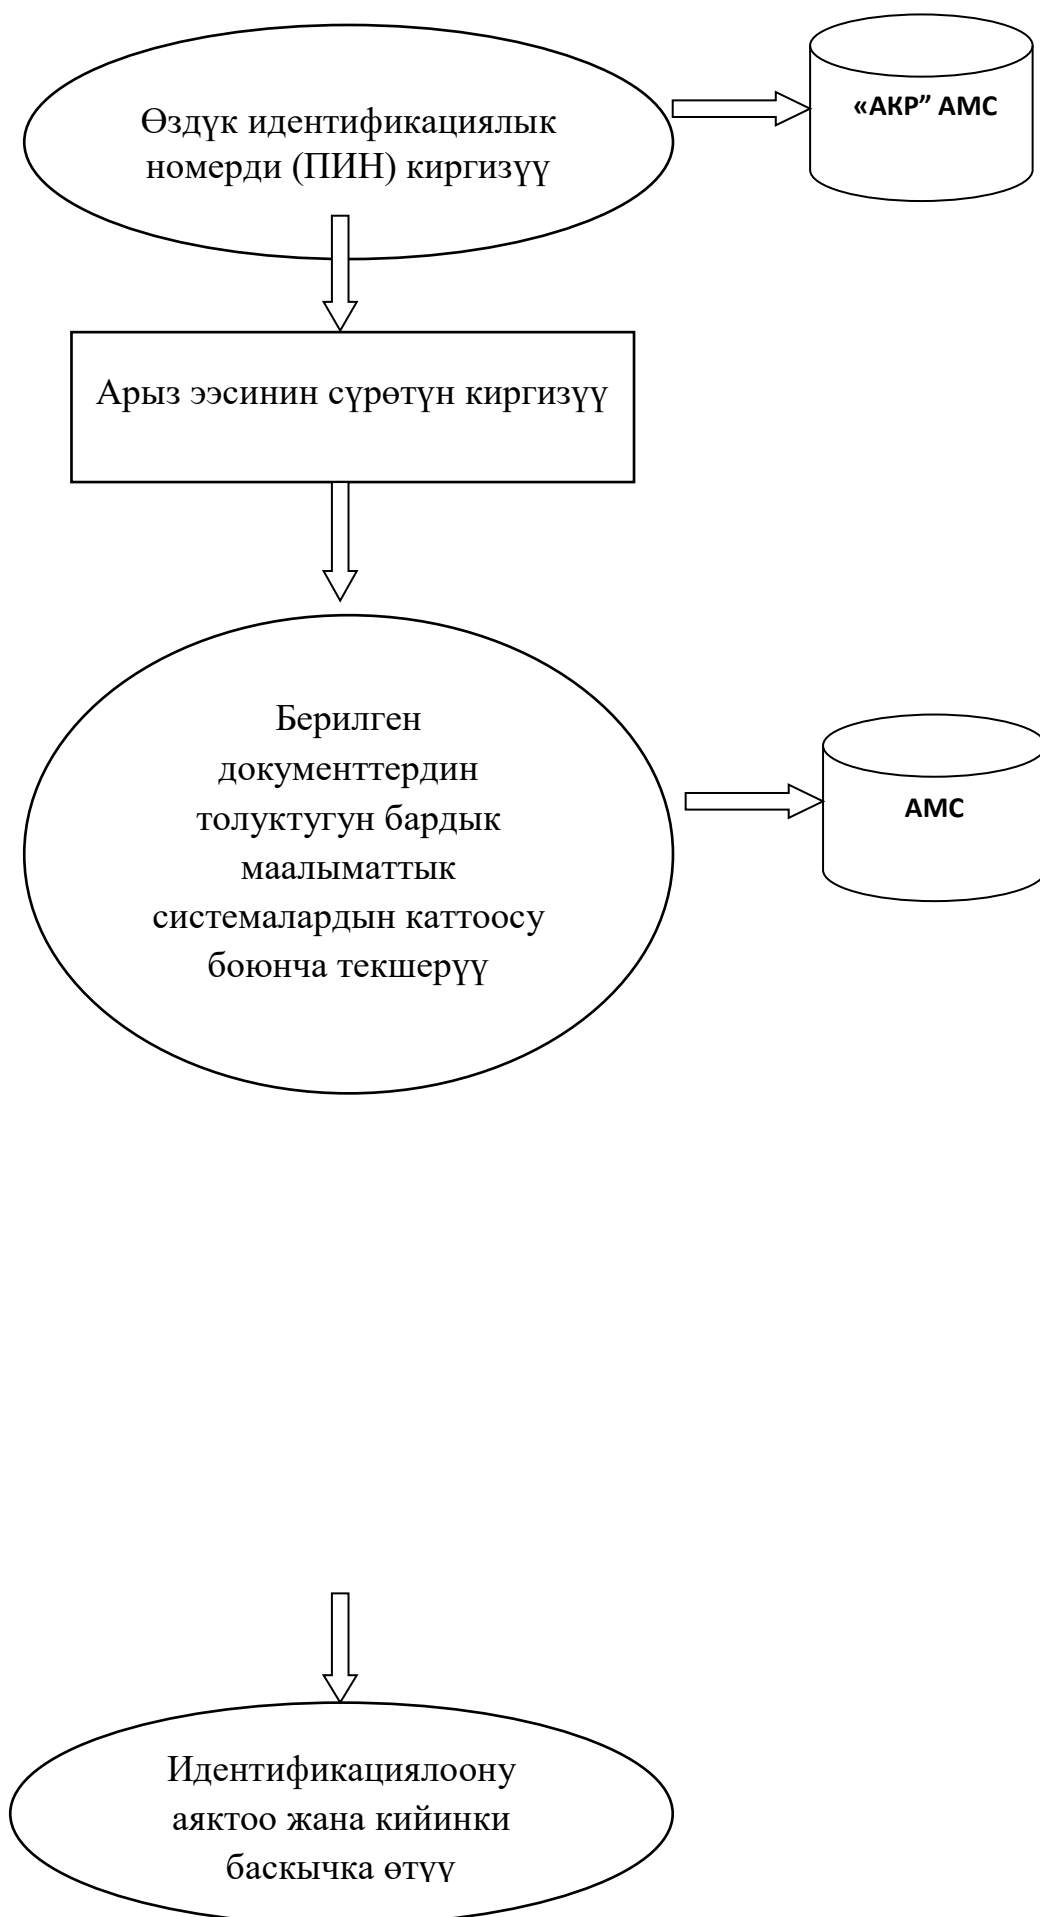 Өздүк идентификациялык
номерди (ПИН) киргизүү
«АКР” АМС
Арыз ээсинин сүрөтүн киргизүү
Берилген
документтердин
толуктугун бардык
маалыматтык
системалардын каттоосу
боюнча текшерүү
АМС
Идентификациялоону
аяктоо жана кийинки
баскычка өтүү